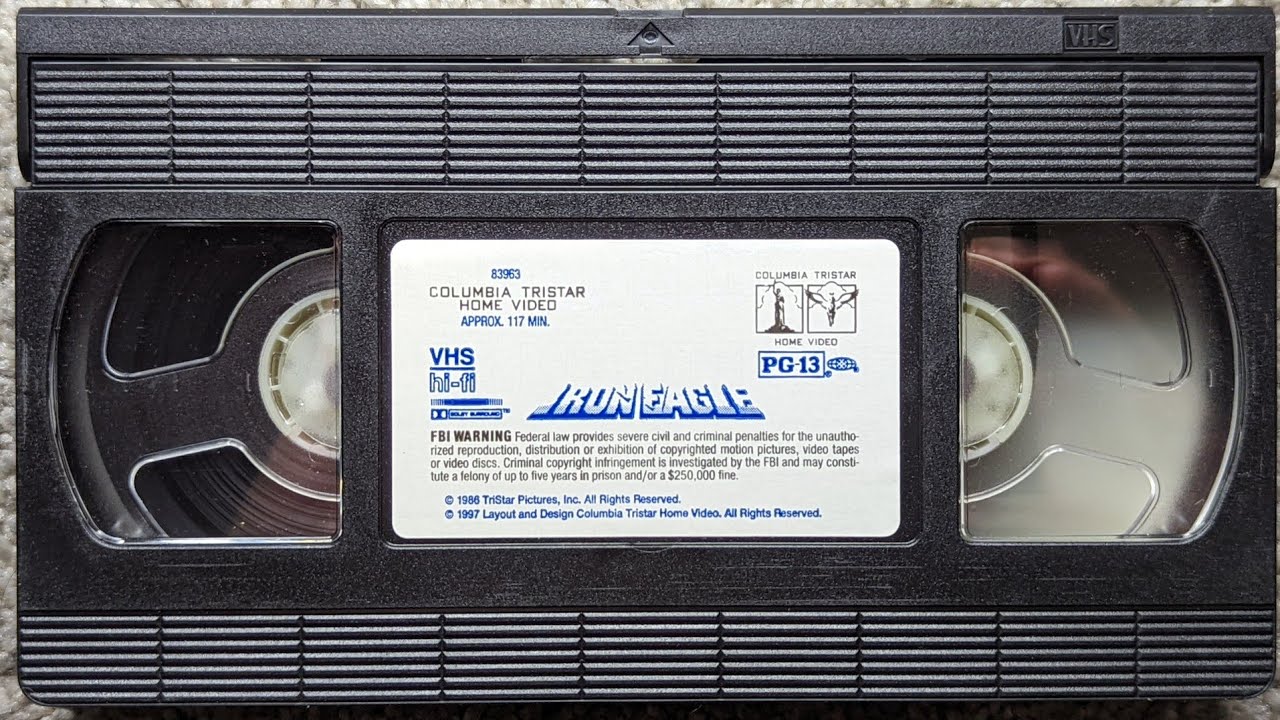 VHS
83963
COLUMBIA TRISTAR
HOME VIDEO
APPROX. 117 MIN.
COLUMBIA TRISTAR
HOME VIDEO
PG-13 ®
VHS
hi-fi
DOLBY SURROUND™
IRON EAGLE
FBI WARNING Federal law provides severe civil and criminal penalties for the unautho-
rized reproduction, distribution or exhibition of copyrighted motion pictures, video tapes
or video discs. Criminal copyright infringement is investigated by the FBI and may consti-
tute a felony of up to five years in prison and/or a $250,000 fine.
© 1986 TriStar Pictures, Inc. All Rights Reserved.
© 1997 Layout and Design Columbia Tristar Home Video. All Rights Reserved.